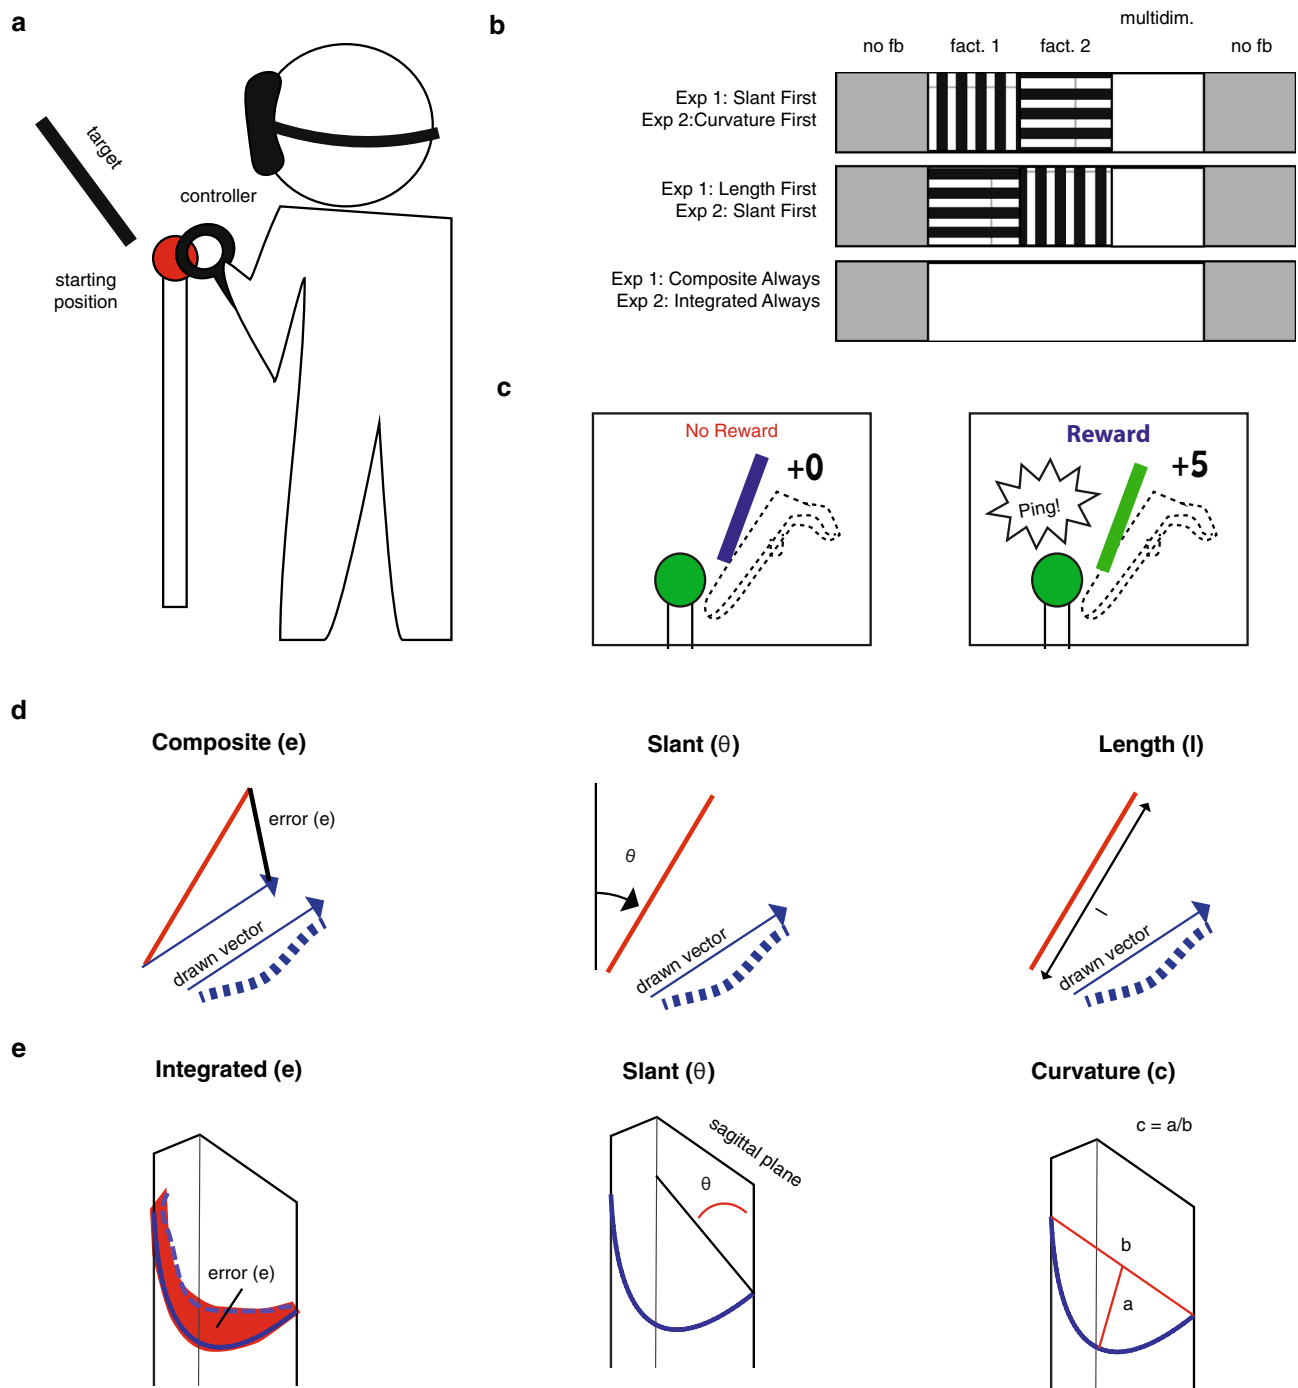 a
target
controller
starting
position
b
multidim.
no fb
fact. 1
fact. 2
no fb
Exp 1: Slant First
Exp 2:Curvature First
Exp 1: Length First
Exp 2: Slant First
Exp 1: Composite Always
Exp 2: Integrated Always
c
No Reward
+0
Reward
+5
Ping!
d
Composite (e)
error (e)
drawn vector
Slant (θ)
θ
drawn vector
Length (l)
l
drawn vector
e
Integrated (e)
error (e)
Slant (θ)
sagittal plane
θ
Curvature (c)
c = a/b
b
a